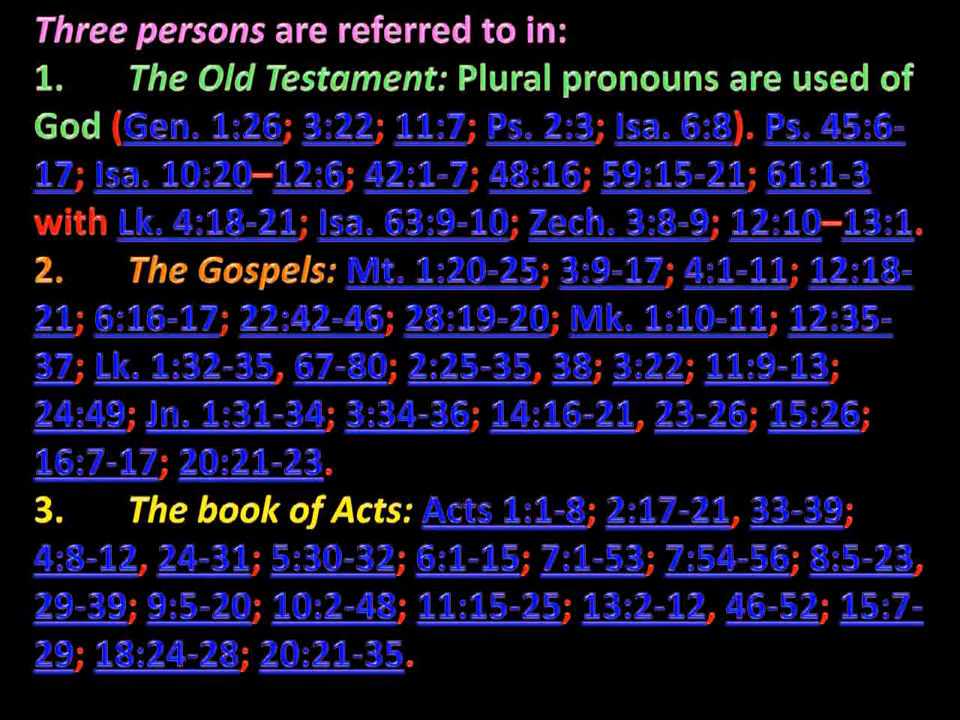 Three persons are referred to in:
1. The Old Testament: Plural pronouns are used of
God (Gen. 1:26; 3:22; 11:7; Ps. 2:3; Isa. 6:8). Ps. 45:6-
17; Isa. 10:20–12:6; 42:1-7; 48:16; 59:15-21; 61:1-3
with Lk. 4:18-21; Isa. 63:9-10; Zech. 3:8-9; 12:10–13:1.
2. The Gospels: Mt. 1:20-25; 3:9-17; 4:1-11; 12:18-
21; 6:16-17; 22:42-46; 28:19-20; Mk. 1:10-11; 12:35-
37; Lk. 1:32-35, 67-80; 2:25-35, 38; 3:22; 11:9-13;
24:49; Jn. 1:31-34; 3:34-36; 14:16-21, 23-26; 15:26;
16:7-17; 20:21-23.
3. The book of Acts: Acts 1:1-8; 2:17-21, 33-39;
4:8-12, 24-31; 5:30-32; 6:1-15; 7:1-53; 7:54-56; 8:5-23,
29-39; 9:5-20; 10:2-48; 11:15-25; 13:2-12, 46-52; 15:7-
29; 18:24-28; 20:21-35.